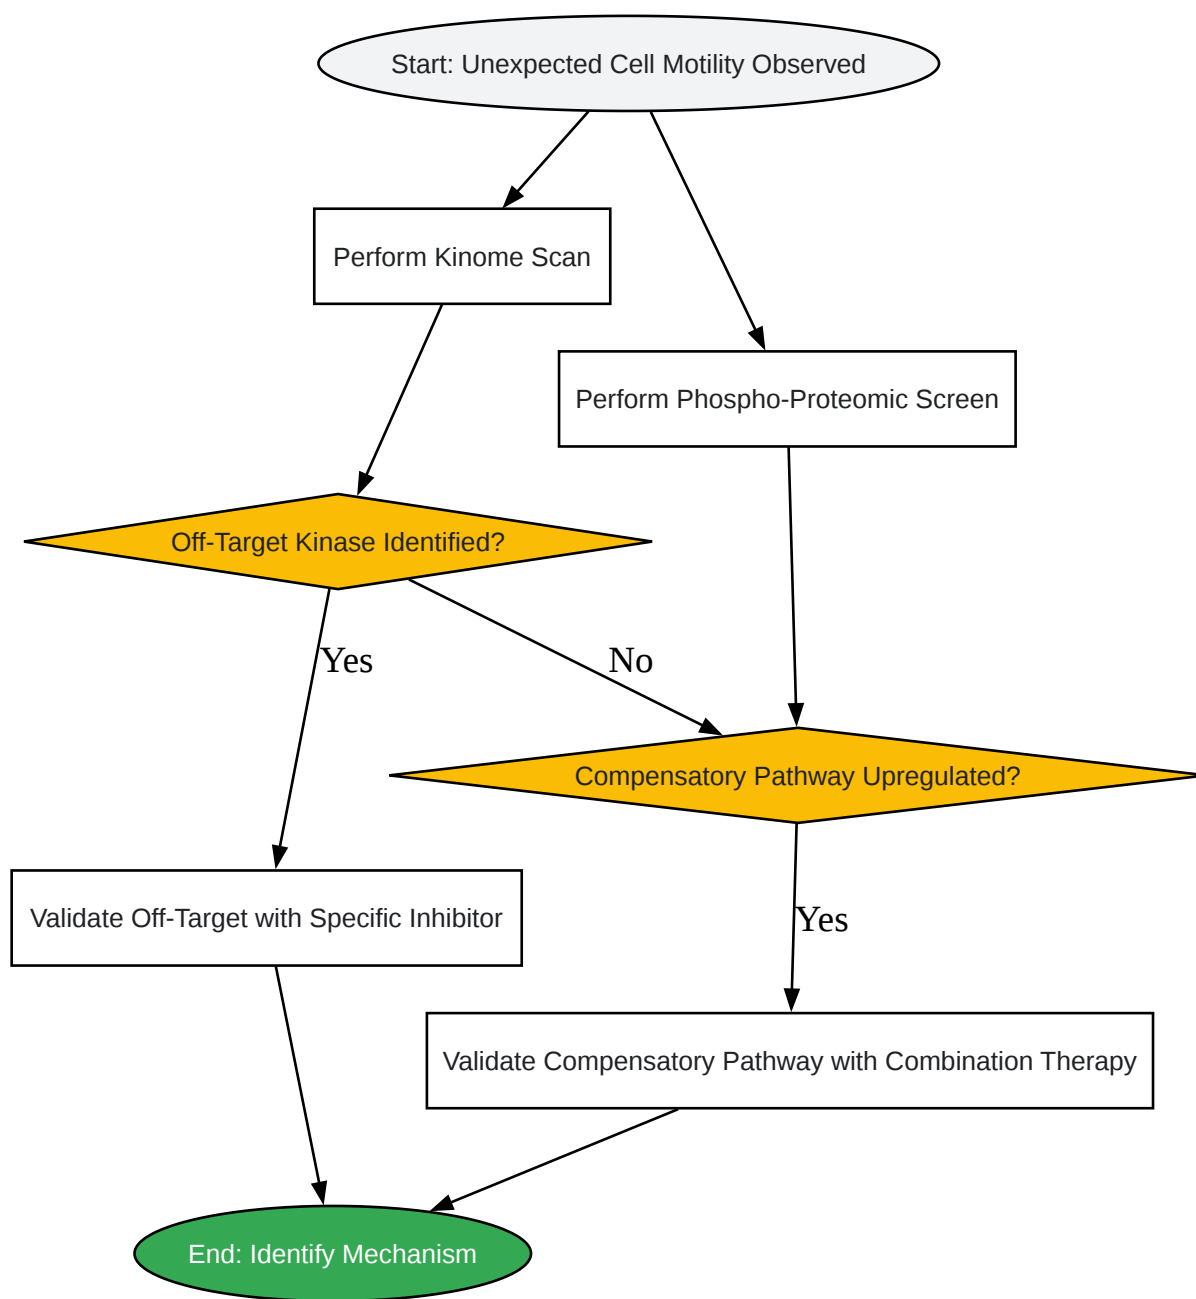 Start: Unexpected Cell Motility Observed
Perform Kinome Scan
Perform Phospho-Proteomic Screen
Off-Target Kinase Identified?
Yes
No
Compensatory Pathway Upregulated?
Validate Off-Target with Specific Inhibitor
Yes
Validate Compensatory Pathway with Combination Therapy
End: Identify Mechanism